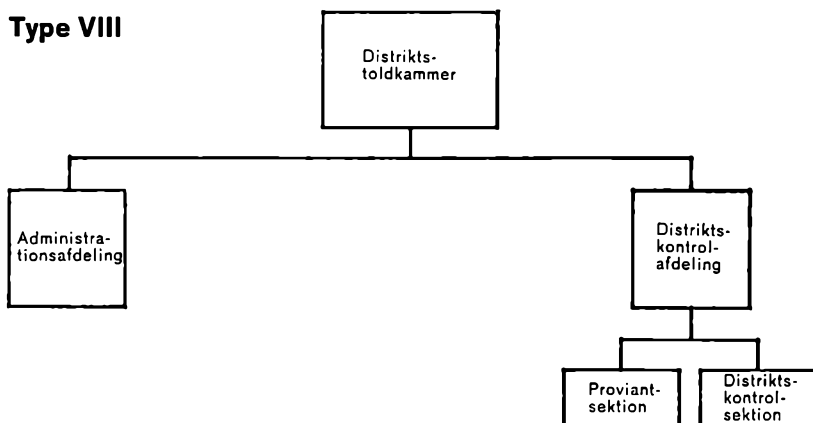 Type VIII
Distrikts-
toldkammer
Administra-
tionsafdeling
Distrikts-
kontrol-
afdeling
Proviant-
sektion
Distrikts-
kontrol-
sektion